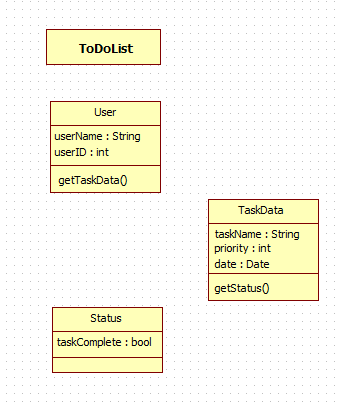 ToDoList
User
userName : String
userID : int
getTaskData()
TaskData
taskName : String
priority : int
date : Date
getStatus()
Status
taskComplete : bool